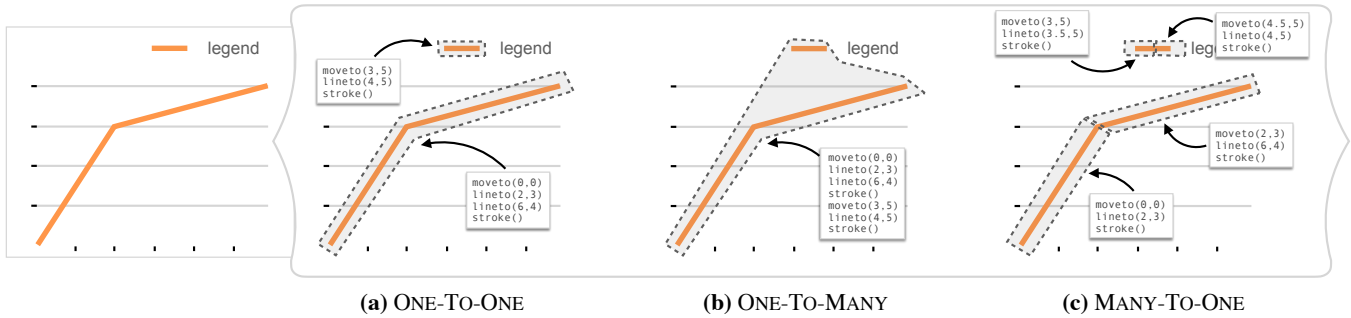 legend
legend
moveto(3,5)
lineto(4,5)
stroke()
moveto(0,0)
lineto(2,3)
lineto(6,4)
stroke()
legend
moveto(0,0)
lineto(2,3)
lineto(6,4)
stroke()
moveto(3,5)
lineto(4,5)
stroke()
moveto(3,5)
lineto(3.5,5)
stroke()
moveto(4.5,5)
lineto(4,5)
stroke()
lege
moveto(2,3)
lineto(6,4)
stroke()
moveto(0,0)
lineto(2,3)
stroke()
(a) ONE-TO-ONE
(b) ONE-TO-MANY
(c) MANY-TO-ONE